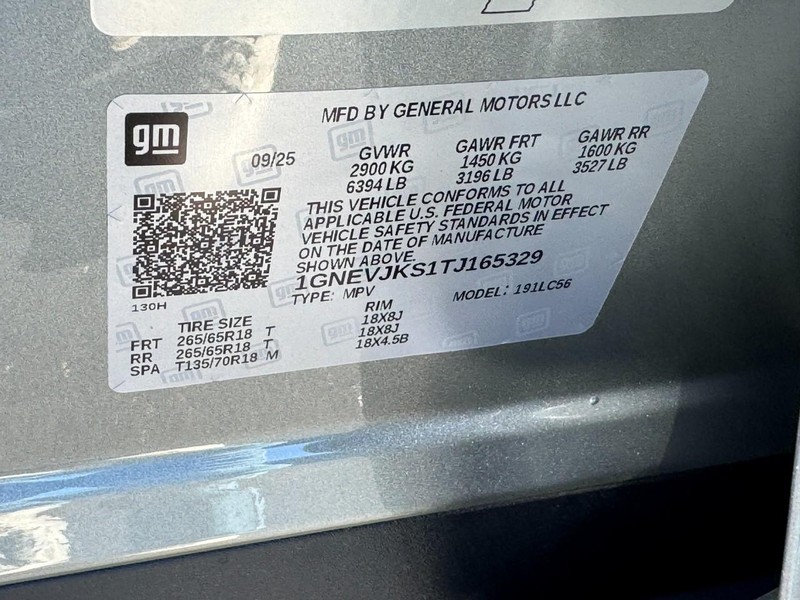 MFD BY GENERAL MOTORS LLC
gm
09/25
GVWR GAWR FRT GAWR RR
2900 KG 1450 KG 1600 KG
6394 LB 3196 LB 3527 LB
THIS VEHICLE CONFORMS TO ALL
APPLICABLE U.S. FEDERAL MOTOR
VEHICLE SAFETY STANDARDS IN EFFECT
ON THE DATE OF MANUFACTURE
SHOWN ABOVE.
1GNEVJKS1TJ165329
TYPE: MPV MODEL: 191LC56
130H
TIRE SIZE RIM
FRT 265/65R18 T 18X8J
RR 265/65R18 T 18X8J
SPA T135/70R18 M 18X4.5B